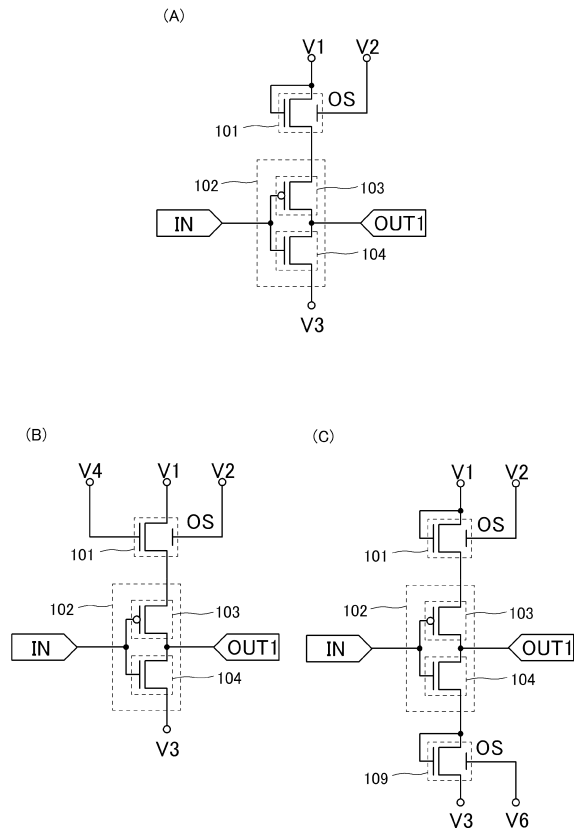 (A)
V1 V2
OS
101
102 103
IN OUT1
104
V3
(B)
V4 V1 V2
OS
101
102 103
IN OUT1
104
V3
(C)
V1 V2
OS
101
102 103
IN OUT1
104
OS
109
V3 V6